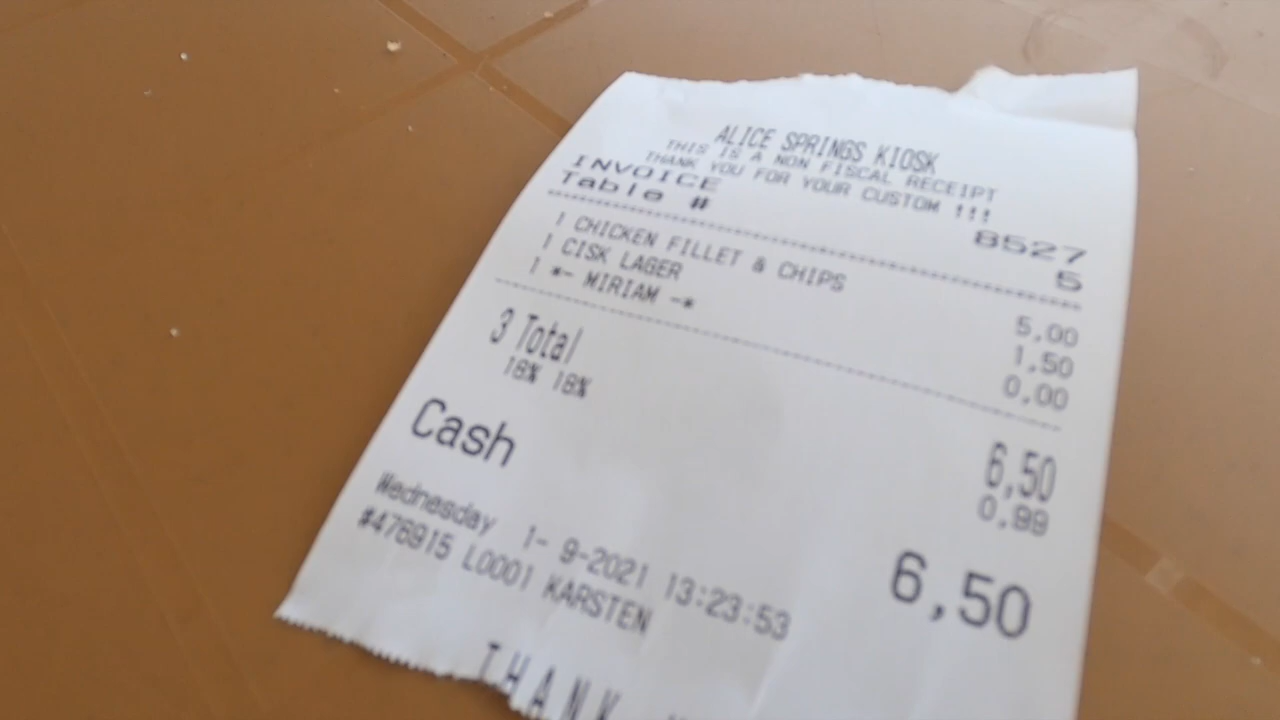 ALICE SPRINGS KIOSK
THIS IS A NON FISCAL RECEIPT
THANK YOU FOR YOUR CUSTOM !!!
INVOICE 8527
Table # 5
1 CHICKEN FILLET & CHIPS 5,00
1 CISK LAGER 1,50
1 *- MIRIAM -* 0,00
3 Total 6,50
18% 18% 0,99
Cash 6,50
Wednesday 1- 9-2021 13:23:53
#476915 L0001 KARSTEN
THANK